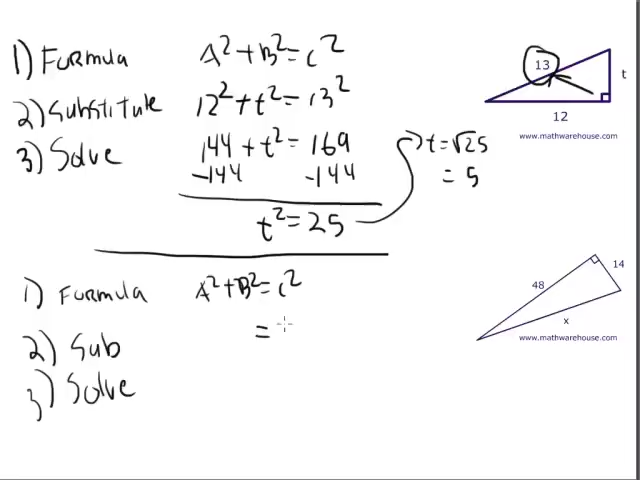 1) Formula A² + B² = C²
2) Substitute 12² + t² = 13²
3) Solve 144 + t² = 169
-144 -144
t² = 25
t = √25
= 5
13
t
12
www.mathwarehouse.com
1) Formula A² + B² = C²
=
2) Sub
3) Solve
48
14
x
www.mathwarehouse.com